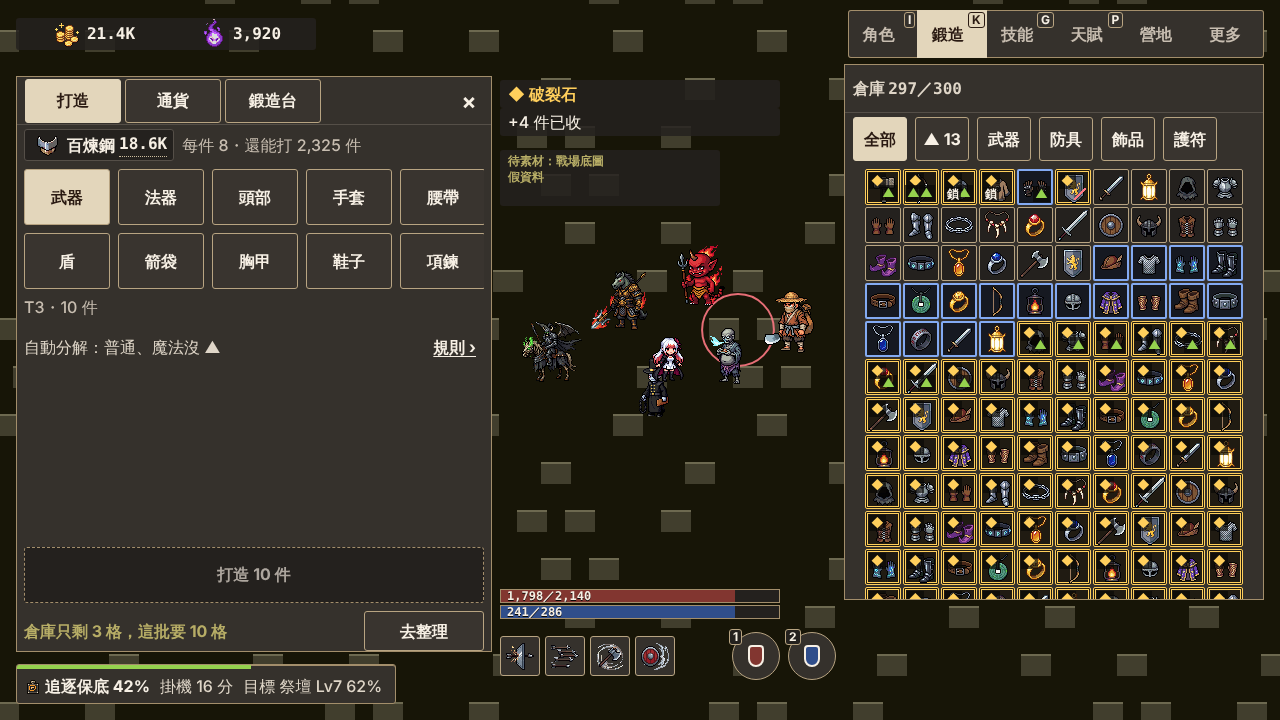 21.4K
3,920
角色 I
鍛造 K
技能 G
天賦 P
營地
更多
打造
通貨
鍛造台
×
百煉鋼 18.6K
每件 8・還能打 2,325 件
武器
法器
頭部
手套
腰帶
盾
箭袋
胸甲
鞋子
項鍊
T3・10 件
自動分解：普通、魔法沒 ▲
規則 ›
打造 10 件
倉庫只剩 3 格，這批要 10 格
去整理
追逐保底 42% 掛機 16 分 目標 祭壇 Lv7 62%
◆ 破裂石
+4 件已收
待素材：戰場底圖
假資料
1,798／2,140
241／286
1
2
倉庫 297／300
全部
▲ 13
武器
防具
飾品
護符
鎖
鎖